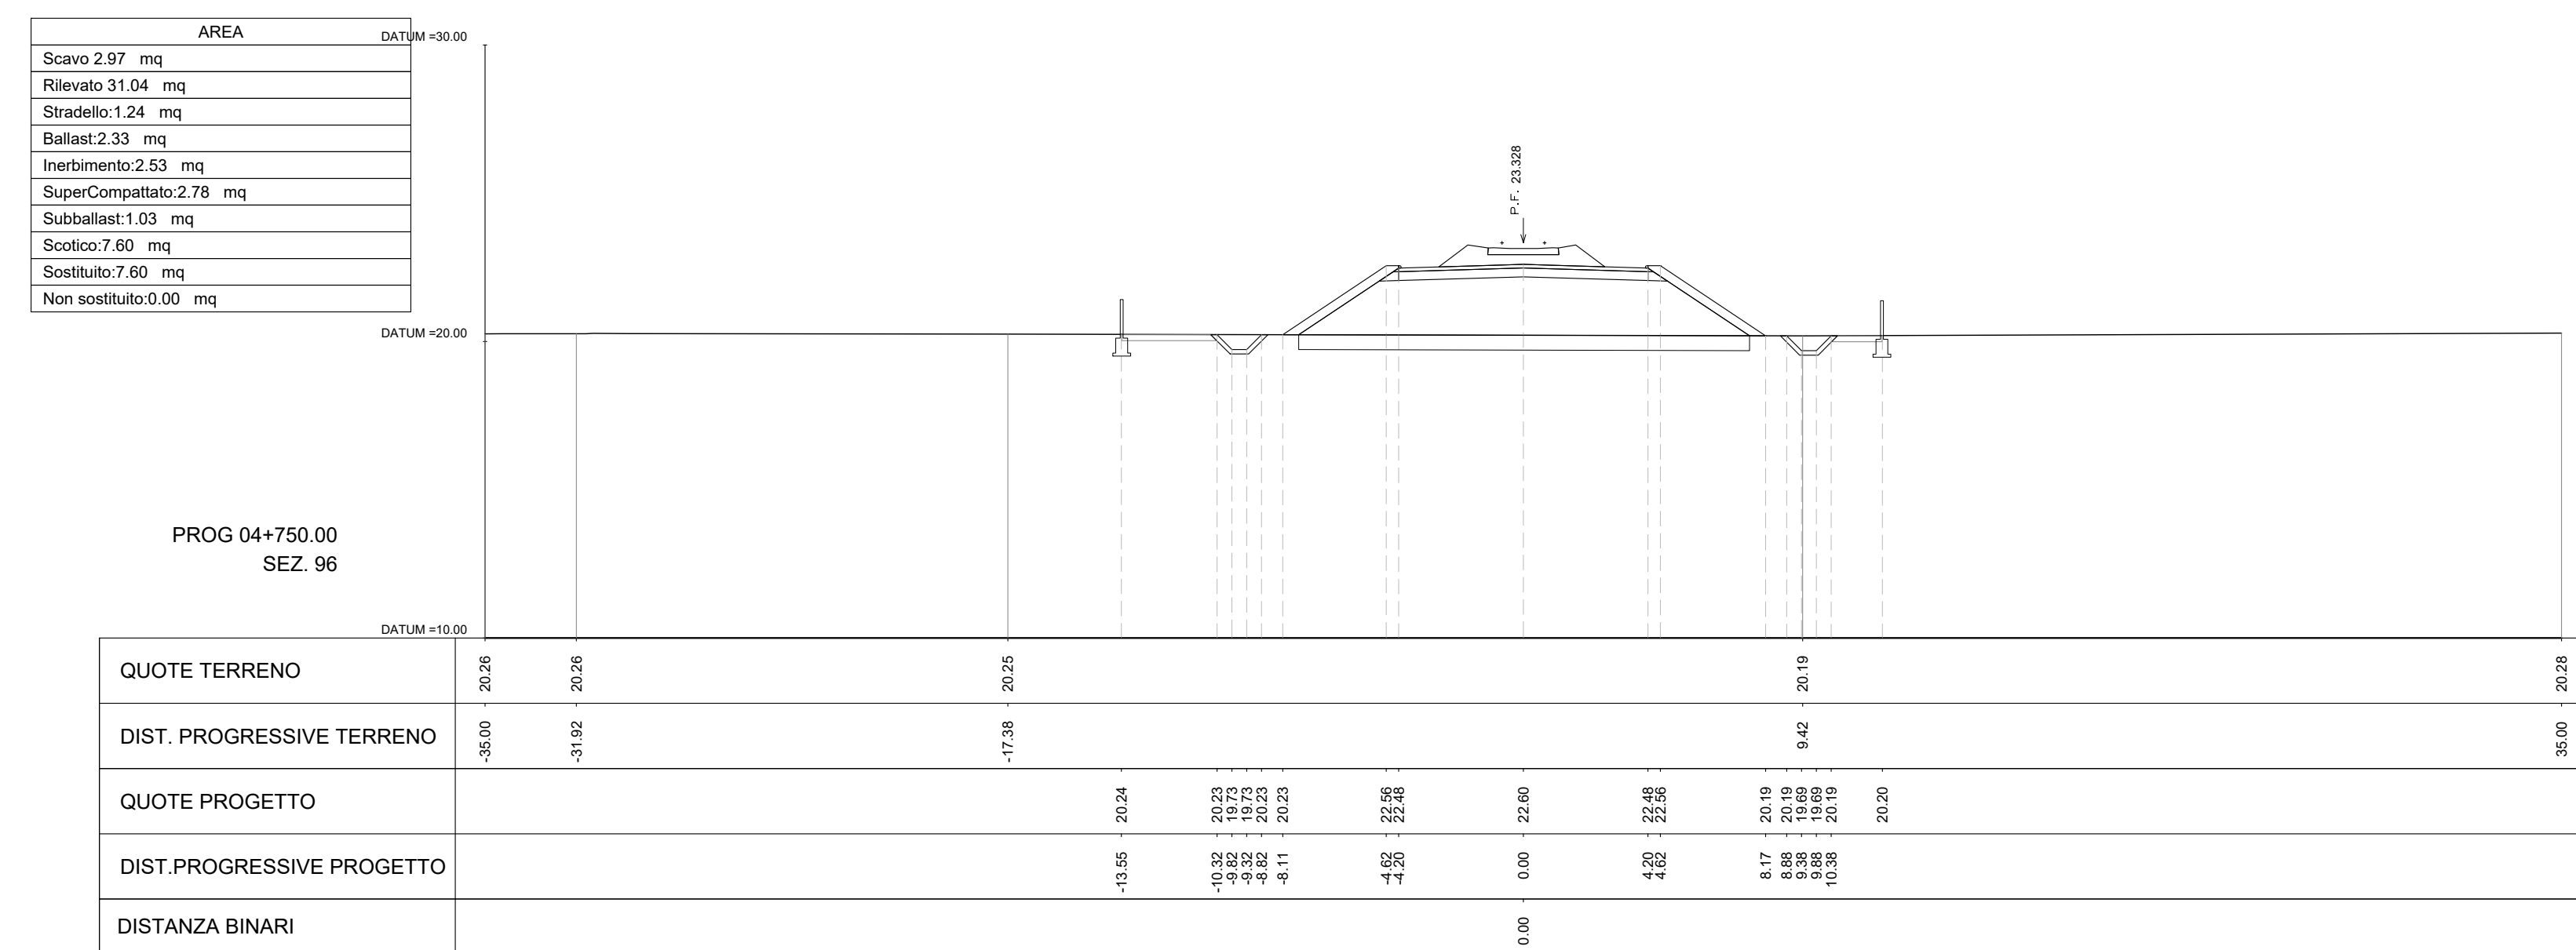 AREA
Scavo 2.97 mq
Rilevato 31.04 mq
Stradello:1.24 mq
Ballast:2.33 mq
Inerbimento:2.53 mq
SuperCompattato:2.78 mq
Subballast:1.03 mq
Scotico:7.60 mq
Sostituito:7.60 mq
Non sostituito:0.00 mq
DATUM =30.00
P.F. 23.328
DATUM =20.00
PROG 04+750.00
SEZ. 96
DATUM =10.00
QUOTE TERRENO 20.26 20.26 20.25 20.19 20.28
DIST. PROGRESSIVE TERRENO -35.00 -31.92 -17.38 9.42 35.00
QUOTE PROGETTO 20.24 20.23 19.73 19.73 20.23 20.23 22.56 22.48 22.60 22.48 22.56 20.19 20.19 19.69 19.69 20.19 20.20
DIST.PROGRESSIVE PROGETTO -13.55 -10.32 -9.82 -9.32 -8.82 -8.11 -4.62 -4.20 0.00 4.20 4.62 8.17 8.88 9.38 9.88 10.38
DISTANZA BINARI 0.00